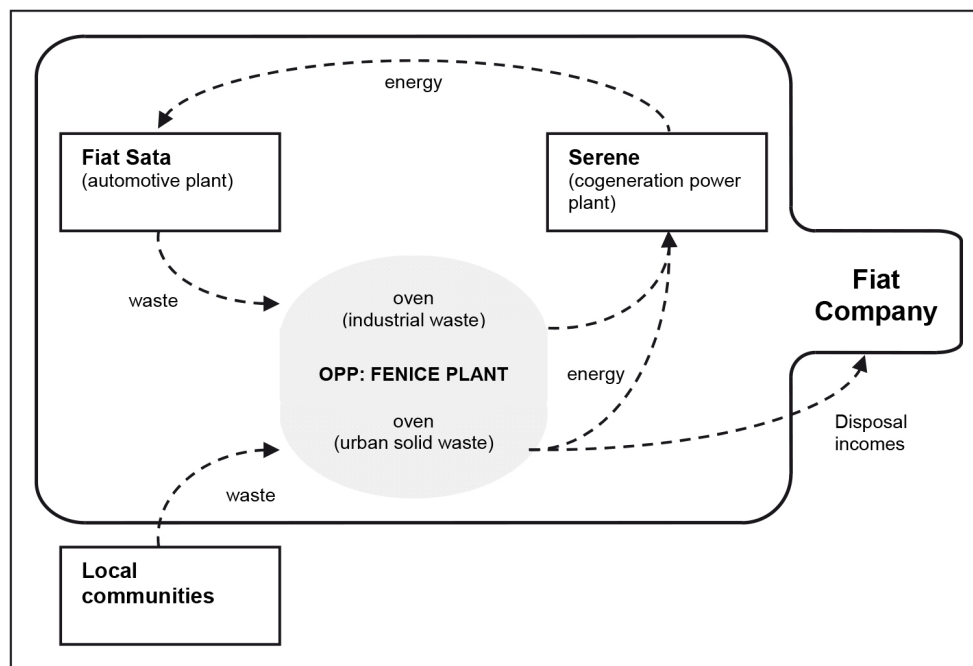 energy
Fiat Sata
(automotive plant)
Serene
(cogeneration power
plant)
waste
oven
(industrial waste)
Fiat
Company
OPP: FENICE PLANT
energy
oven
(urban solid waste)
Disposal
incomes
waste
Local
communities